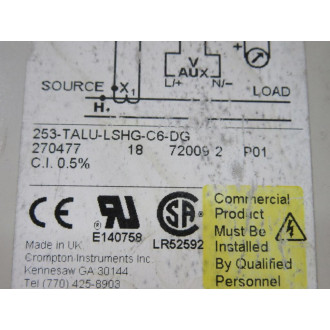 V
AUX
SOURCE X1 L/+ N/- LOAD
H.
253-TALU-LSHG-C6-DG
270477 18 72009 2 P01
C.I. 0.5%
CE UR SA
E140758 LR52592
Made in UK
Crompton Instruments Inc.
Kennesaw GA 30144
Tel (770) 425-8903
Commercial
Product
Must Be
Installed
By Qualified
Personnel